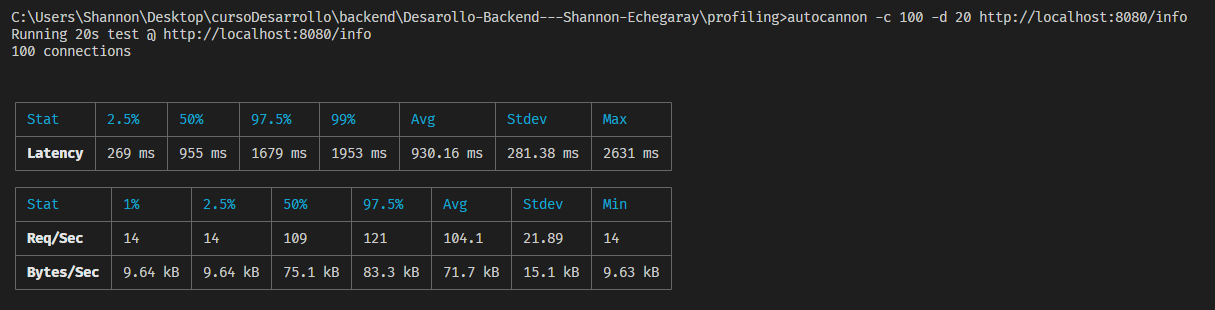 C:\Users\Shannon\Desktop\cursoDesarrollo\backend\Desarollo-Backend---Shannon-Echegaray\profiling>autocannon -c 100 -d 20 http://localhost:8080/info
Running 20s test @ http://localhost:8080/info
100 connections
Stat 2.5% 50% 97.5% 99% Avg Stdev Max
Latency 269 ms 955 ms 1679 ms 1953 ms 930.16 ms 281.38 ms 2631 ms
Stat 1% 2.5% 50% 97.5% Avg Stdev Min
Req/Sec 14 14 109 121 104.1 21.89 14
Bytes/Sec 9.64 kB 9.64 kB 75.1 kB 83.3 kB 71.7 kB 15.1 kB 9.63 kB